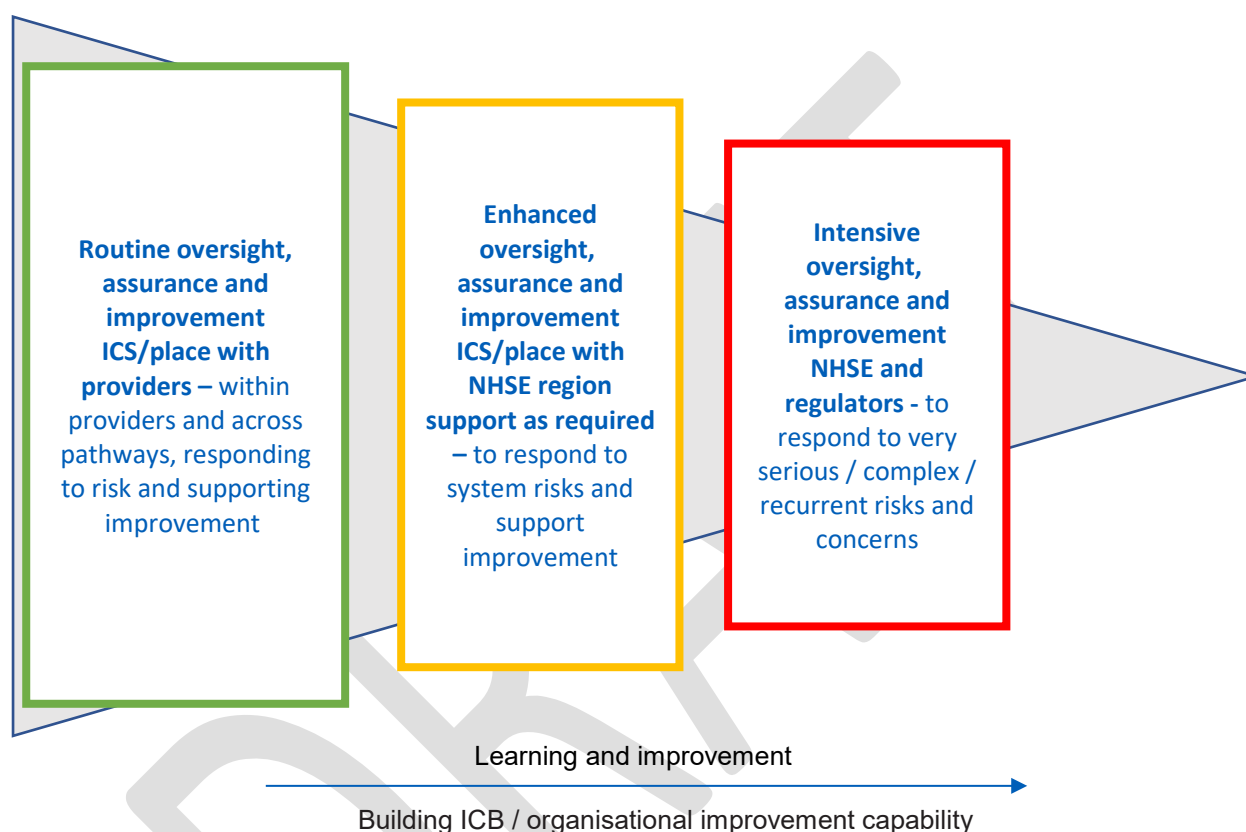 Routine oversight,
assurance and
improvement
ICS/place with
providers – within
providers and across
pathways, responding
to risk and supporting
improvement
Enhanced
oversight,
assurance and
improvement
ICS/place with
NHSE region
support as required
– to respond to
system risks and
support
improvement
Intensive
oversight,
assurance and
improvement
NHSE and
regulators - to
respond to very
serious / complex /
recurrent risks and
concerns
Learning and improvement
Building ICB / organisational improvement capability
DRAFT